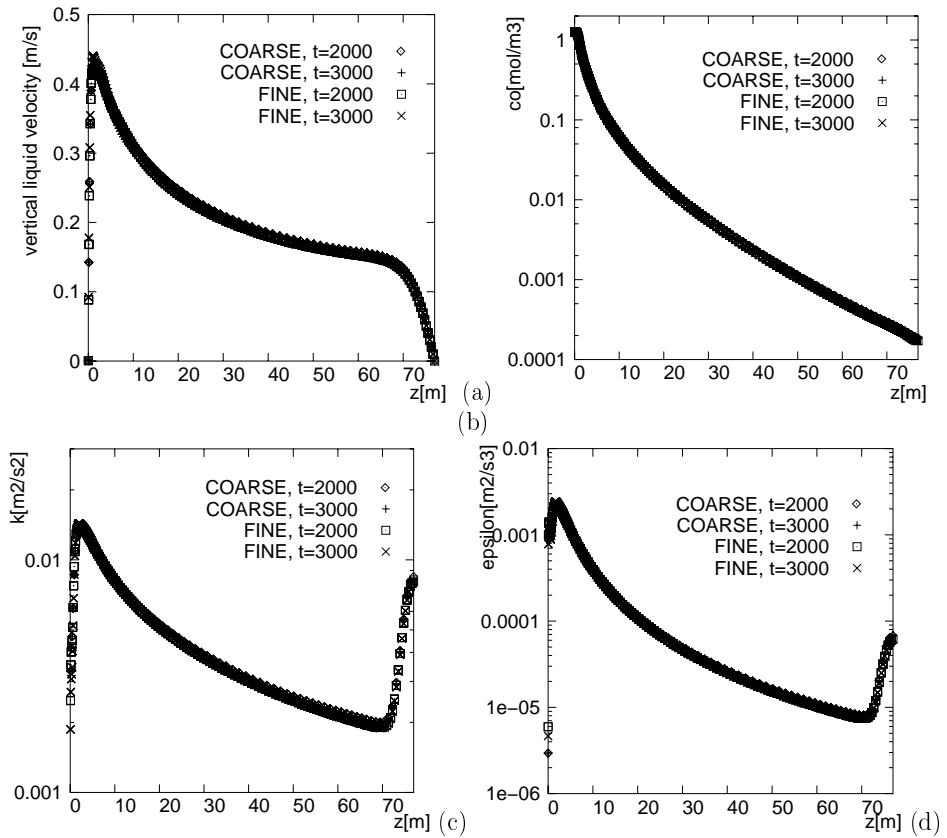 vertical liquid velocity [m/s]
0.5
0.4
0.3
0.2
0.1
0
COARSE, t=2000
COARSE, t=3000
FINE, t=2000
FINE, t=3000
0 10 20 30 40 50 60 70
z[m]
(a)
co[mol/m3]
1
0.1
0.01
0.001
0.0001
COARSE, t=2000
COARSE, t=3000
FINE, t=2000
FINE, t=3000
0 10 20 30 40 50 60 70
z[m]
(b)
k[m2/s2]
0.01
0.001
COARSE, t=2000
COARSE, t=3000
FINE, t=2000
FINE, t=3000
0 10 20 30 40 50 60 70
z[m]
(c)
epsilon[m2/s3]
0.01
0.001
0.0001
1e-05
1e-06
COARSE, t=2000
COARSE, t=3000
FINE, t=2000
FINE, t=3000
0 10 20 30 40 50 60 70
z[m]
(d)